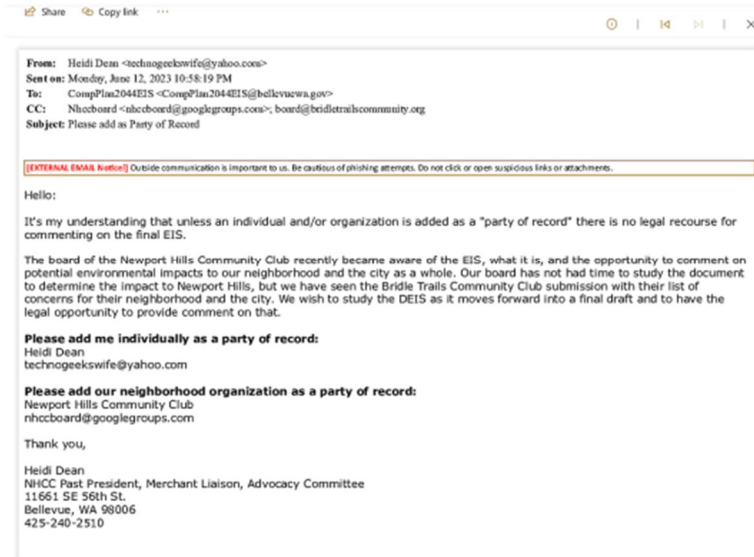 Share Copy link ...
From: Heidi Dean <technogeekswife@yahoo.com>
Sent on: Monday, June 12, 2023 10:58:19 PM
To: CompPlan2044EIS <CompPlan2044EIS@bellevuewa.gov>
CC: Nhccboard <nhccboard@googlegroups.com>; board@bridletrailscommunity.org
Subject: Please add as Party of Record
[EXTERNAL EMAIL Notice!] Outside communication is important to us. Be cautious of phishing attempts. Do not click or open suspicious links or attachments.
Hello:
It's my understanding that unless an individual and/or organization is added as a "party of record" there is no legal recourse for
commenting on the final EIS.
The board of the Newport Hills Community Club recently became aware of the EIS, what it is, and the opportunity to comment on
potential environmental impacts to our neighborhood and the city as a whole. Our board has not had time to study the document
to determine the impact to Newport Hills, but we have seen the Bridle Trails Community Club submission with their list of
concerns for their neighborhood and the city. We wish to study the DEIS as it moves forward into a final draft and to have the
legal opportunity to provide comment on that.
Please add me individually as a party of record:
Heidi Dean
technogeekswife@yahoo.com
Please add our neighborhood organization as a party of record:
Newport Hills Community Club
nhccboard@googlegroups.com
Thank you,
Heidi Dean
NHCC Past President, Merchant Liaison, Advocacy Committee
11661 SE 56th St.
Bellevue, WA 98006
425-240-2510